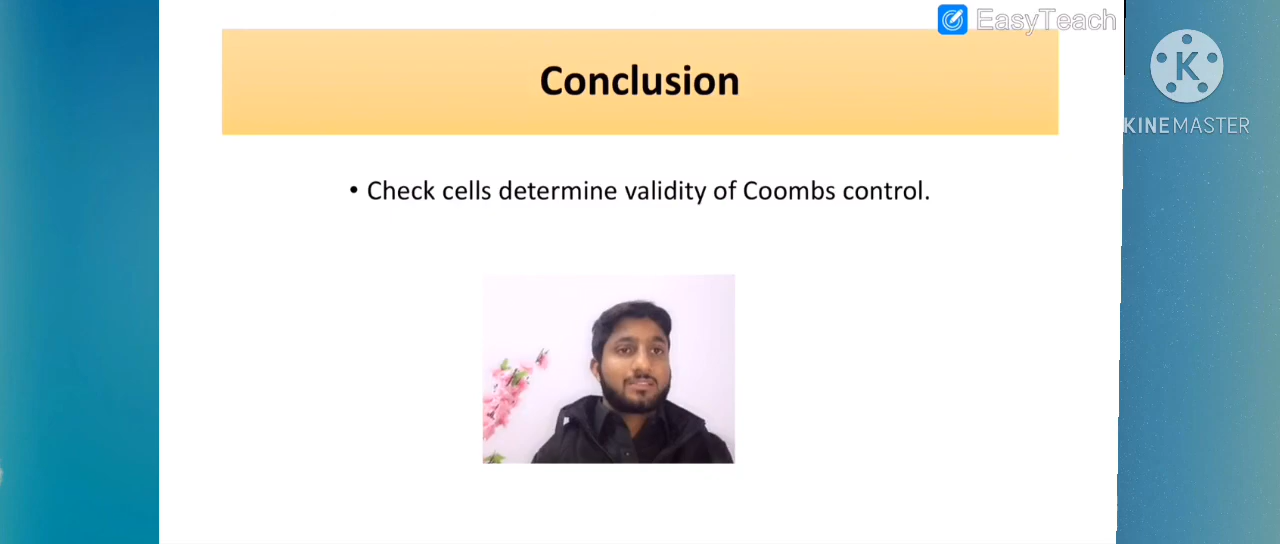 EasyTeach
Conclusion
K
KINEMASTER
• Check cells determine validity of Coombs control.